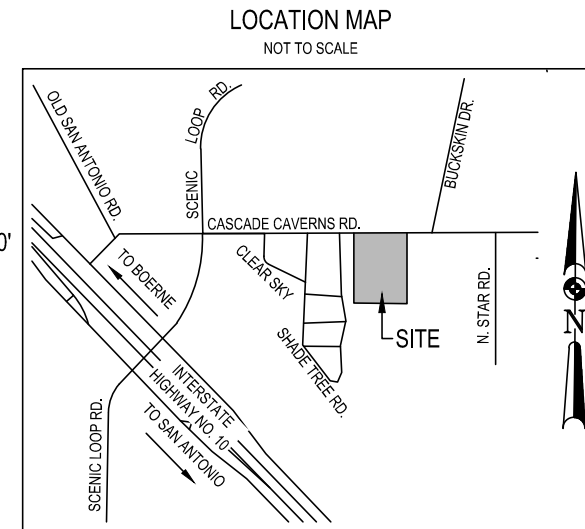 LOCATION MAP
NOT TO SCALE
OLD SAN ANTONIO RD.
SCENIC LOOP RD.
BUCKSKIN DR.
CASCADE CAVERNS RD.
0'
TO BOERNE
CLEAR SKY
SHADE TREE RD.
SITE
N. STAR RD.
N
INTERSTATE
HIGHWAY NO. 10
SCENIC LOOP RD.
TO SAN ANTONIO